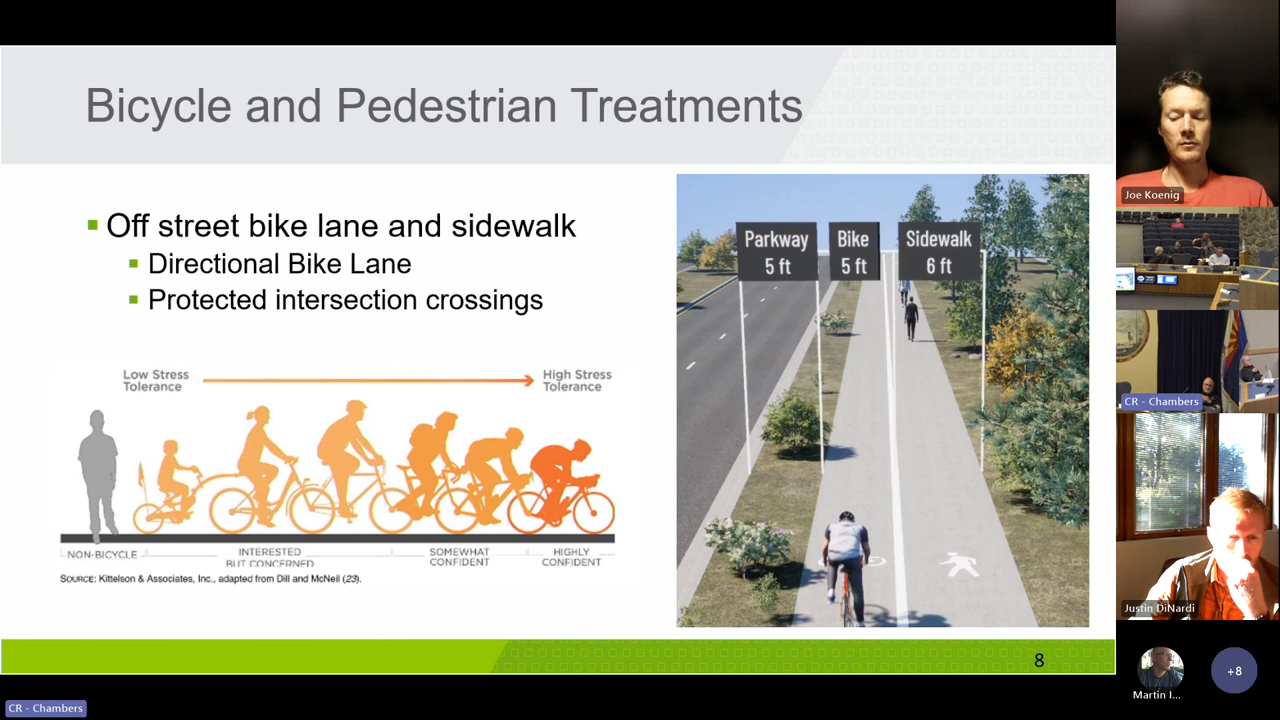 Bicycle and Pedestrian Treatments
Off street bike lane and sidewalk
Directional Bike Lane
Protected intersection crossings
Low Stress
Tolerance
High Stress
Tolerance
NON-BICYCLE
INTERESTED
BUT CONCERNED
SOMEWHAT
CONFIDENT
HIGHLY
CONFIDENT
SOURCE: Kittelson & Associates, Inc., adapted from Dill and McNeil (23).
Parkway
5 ft
Bike
5 ft
Sidewalk
6 ft
8
Joe Koenig
CR - Chambers
Justin DiNardi
Martin I...
+8
CR - Chambers